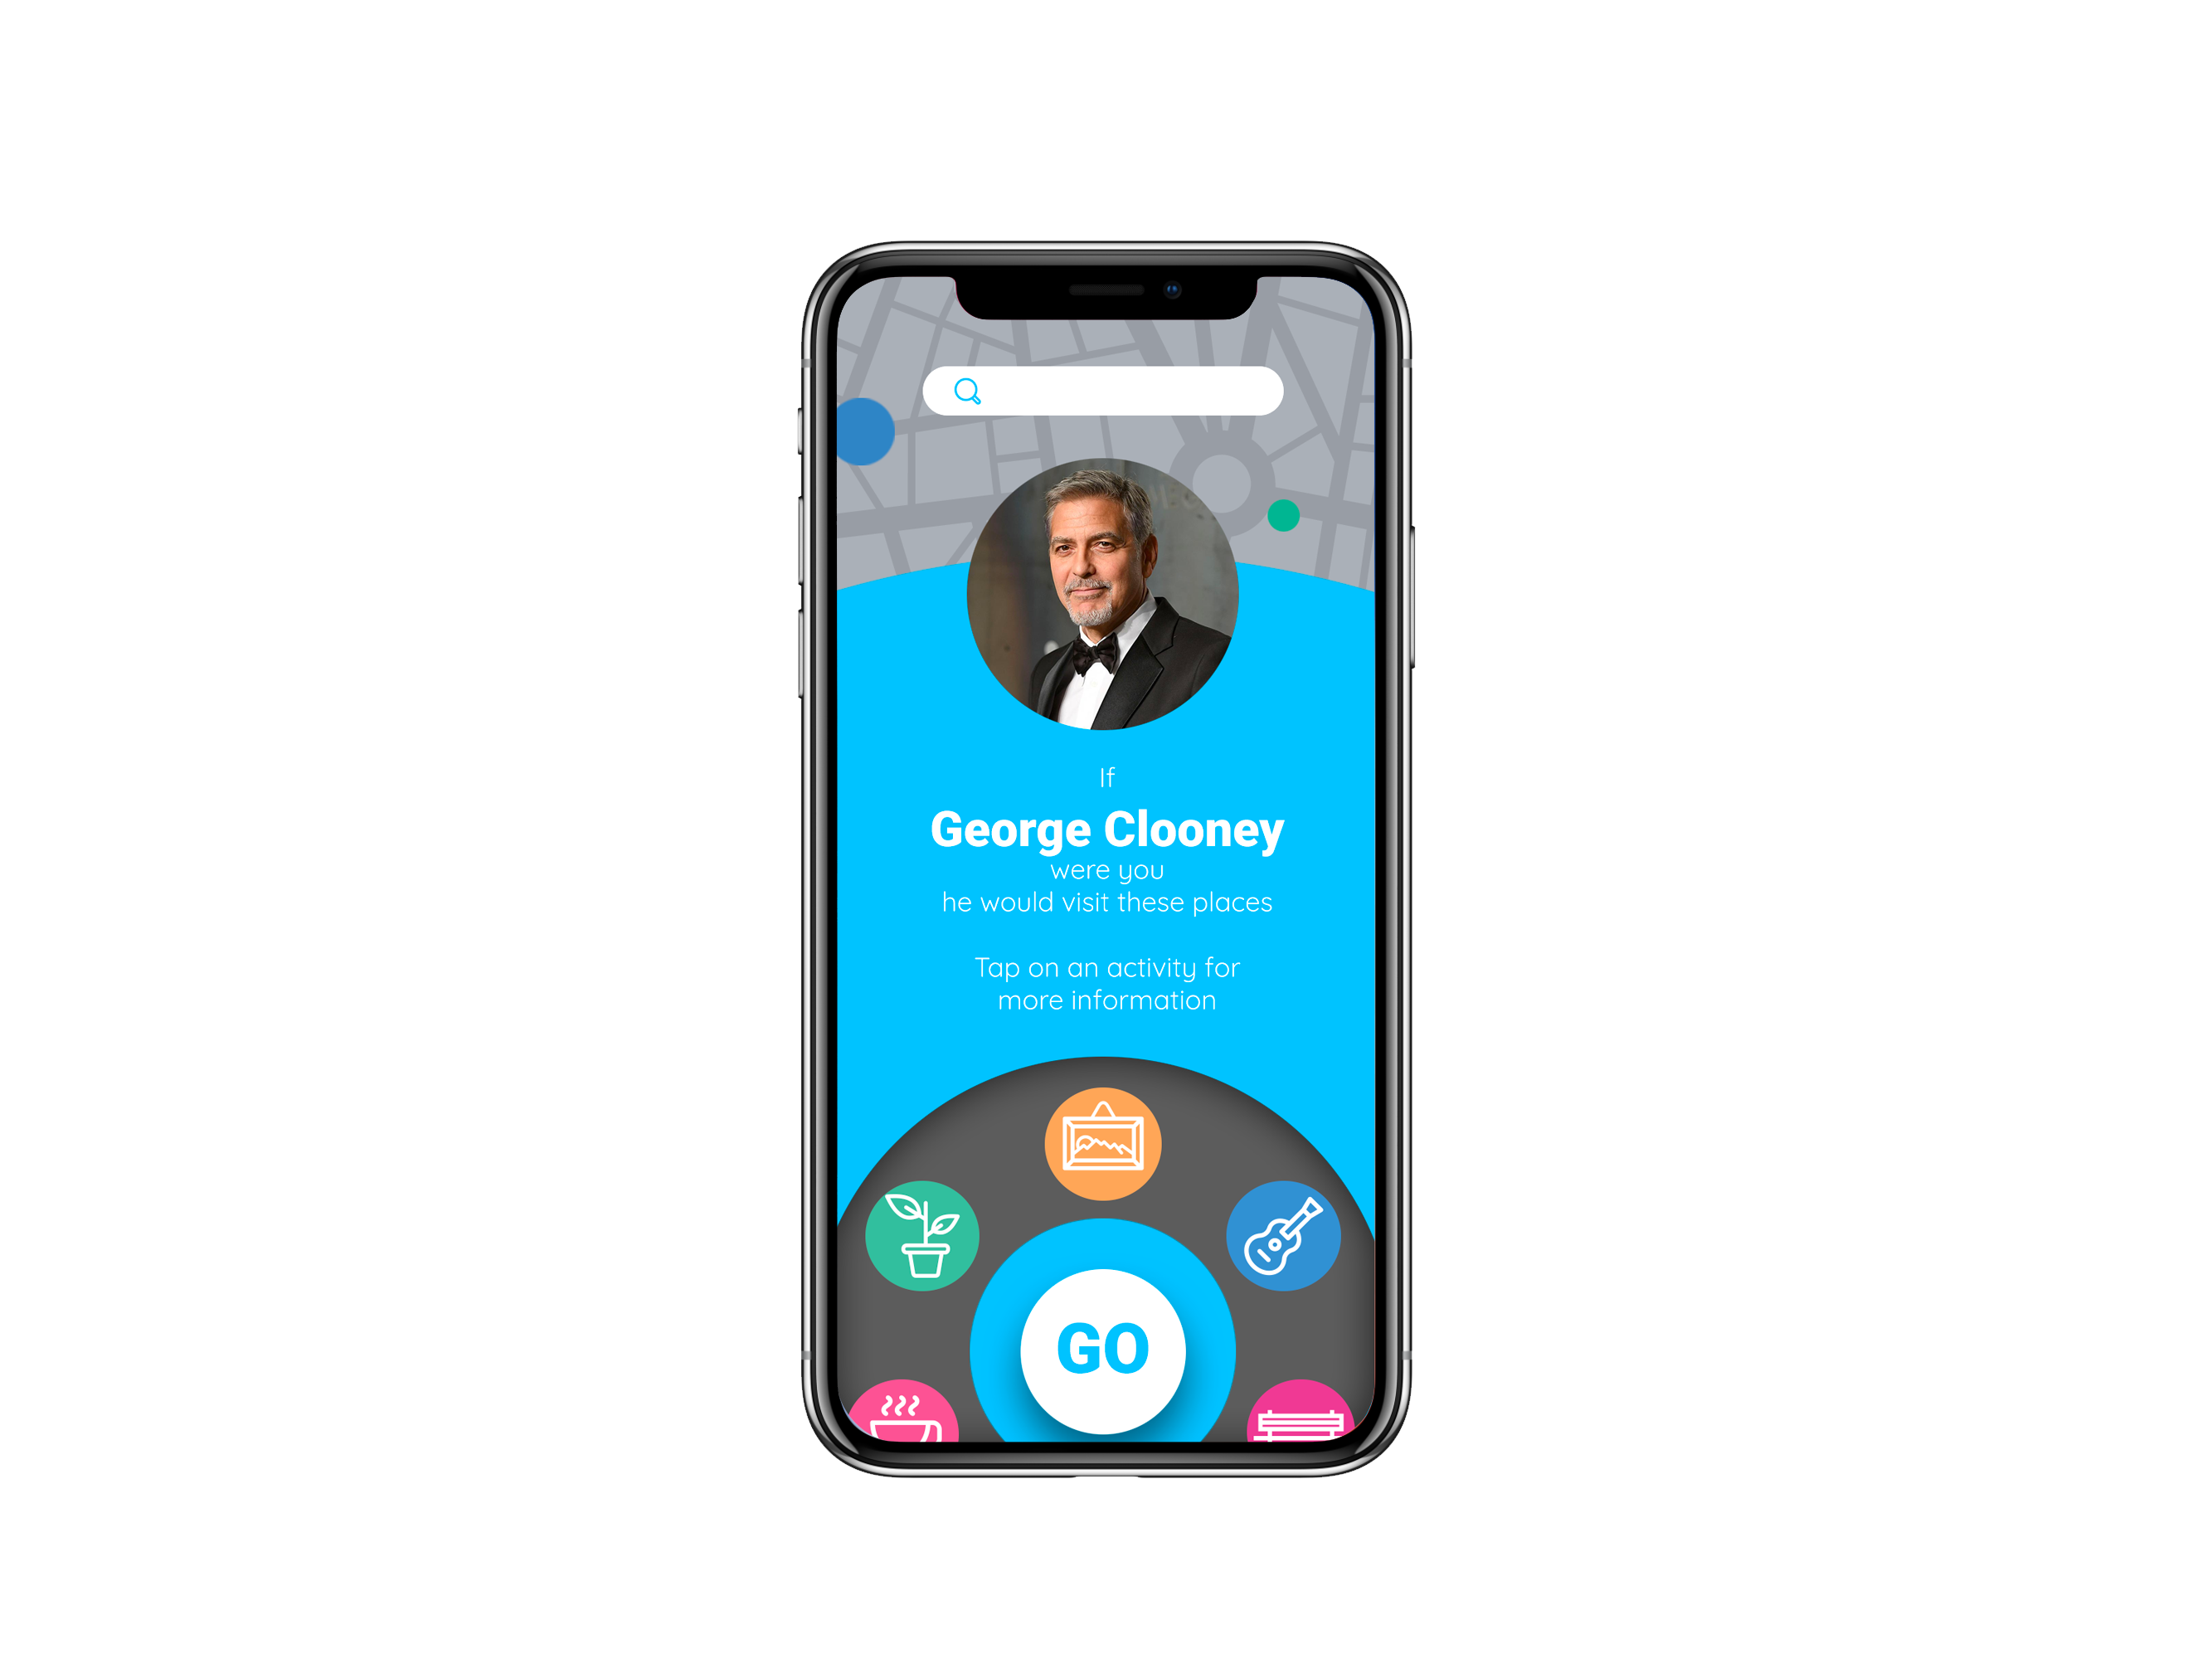 If
George Clooney
were you
he would visit these places
Tap on an activity for
more information
GO